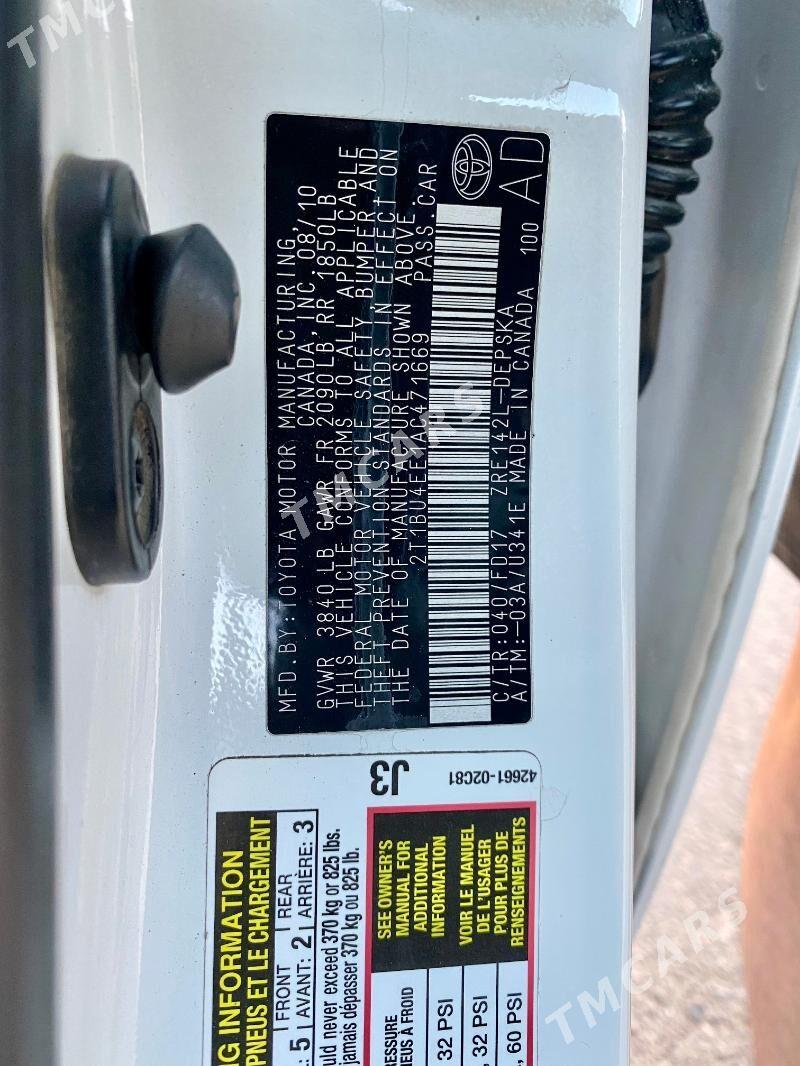 MFD.BY:TOYOTA MOTOR MANUFACTURING
CANADA, INC. 08/10
GVWR 3840 LB GAWR FR 2090LB RR 1850LB
THIS VEHICLE CONFORMS TO ALL APPLICABLE
FEDERAL MOTOR VEHICLE SAFETY, BUMPER, AND
THEFT PREVENTION STANDARDS IN EFFECT ON
THE DATE OF MANUFACTURE SHOWN ABOVE.
PASS.CAR
C/TR:040/FD17 ZRE142L-DEPSKA
A/TM:-03A/U341E MADE IN CANADA 100
AD
J3
42661-02C81
NG INFORMATION
PNEUS ET LE CHARGEMENT
5 FRONT AVANT: 2 REAR ARRIÈRE: 3
ould never exceed 370 kg or 825 lbs.
jamais dépasser 370 kg ou 825 lb.
SEE OWNER'S
MANUAL FOR
ADDITIONAL
INFORMATION
VOIR LE MANUEL
DE L'USAGER
POUR PLUS DE
RENSEIGNEMENTS
RESSURE
NEUS À FROID
32 PSI
, 32 PSI
, 60 PSI
TMCARS
TMCARS
TMCARS